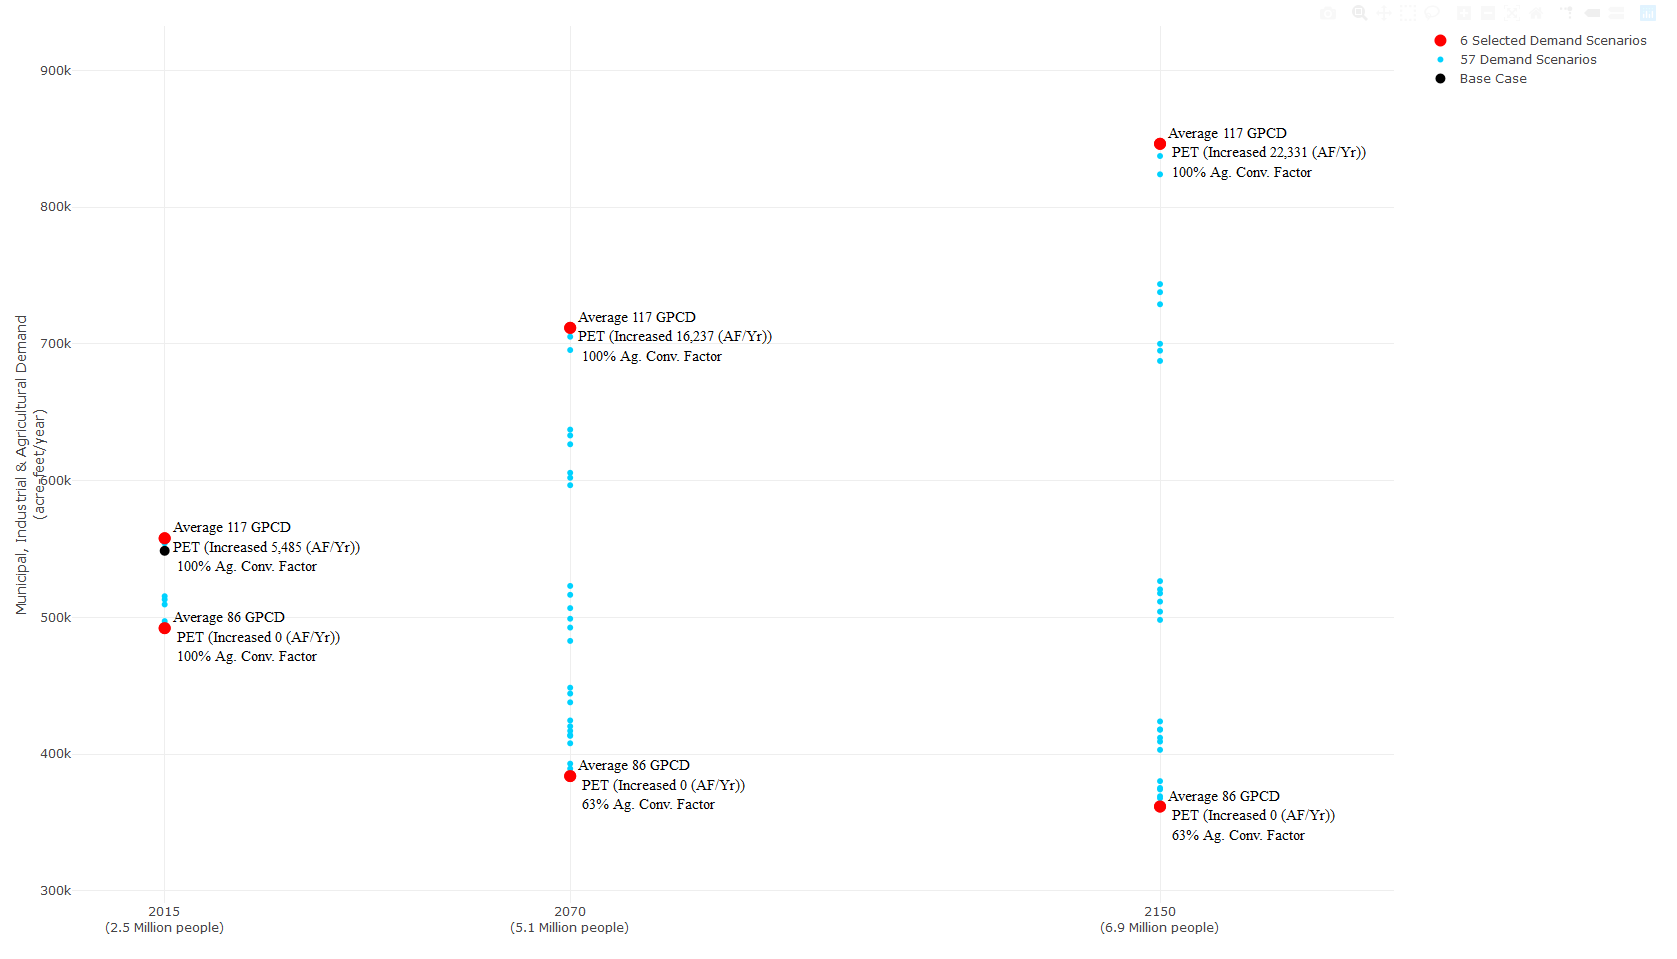 6 Selected Demand Scenarios
57 Demand Scenarios
Base Case
Municipal, Industrial & Agricultural Demand
(acre-feet/year)
900k
800k
700k
600k
500k
400k
300k
Average 117 GPCD
PET (Increased 5,485 (AF/Yr))
100% Ag. Conv. Factor
Average 86 GPCD
PET (Increased 0 (AF/Yr))
100% Ag. Conv. Factor
Average 117 GPCD
PET (Increased 16,237 (AF/Yr))
100% Ag. Conv. Factor
Average 86 GPCD
PET (Increased 0 (AF/Yr))
63% Ag. Conv. Factor
Average 117 GPCD
PET (Increased 22,331 (AF/Yr))
100% Ag. Conv. Factor
Average 86 GPCD
PET (Increased 0 (AF/Yr))
63% Ag. Conv. Factor
2015
(2.5 Million people)
2070
(5.1 Million people)
2150
(6.9 Million people)